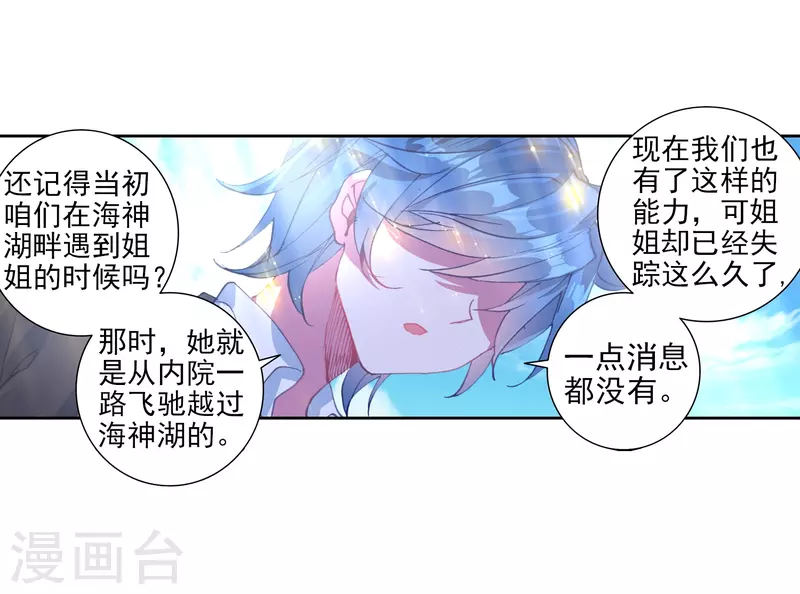 还记得当初
咱们在海神
湖畔遇到姐
姐的时候吗?
那时，她就
是从内院一
路飞驰越过
海神湖的。
现在我们也
有了这样的
能力，可姐
姐却已经失
踪这么久了,
一点消息
都没有。
漫画台